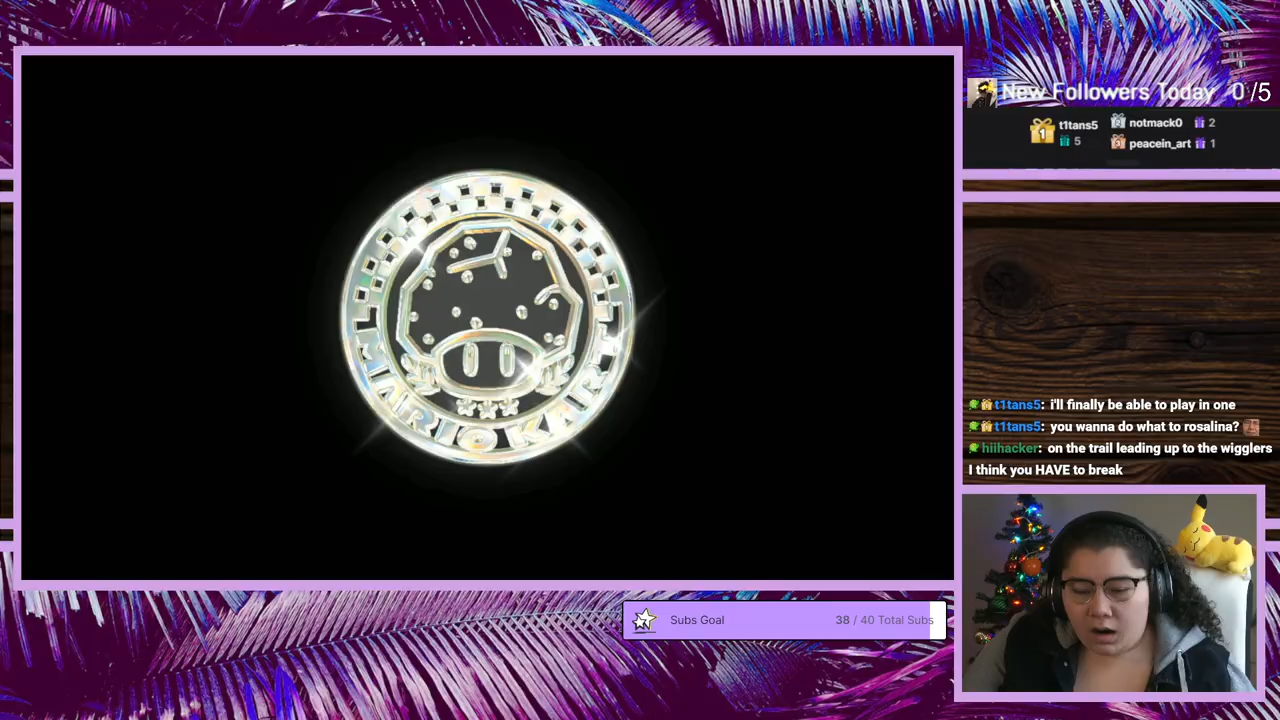 New Followers Today 0 /5
1 t1tans5 5
notmack0 2
peacein_art 1
MARIO KART
t1tans5: i'll finally be able to play in one
t1tans5: you wanna do what to rosalina?
hiihacker: on the trail leading up to the wigglers
I think you HAVE to break
Subs Goal 38 / 40 Total Subs